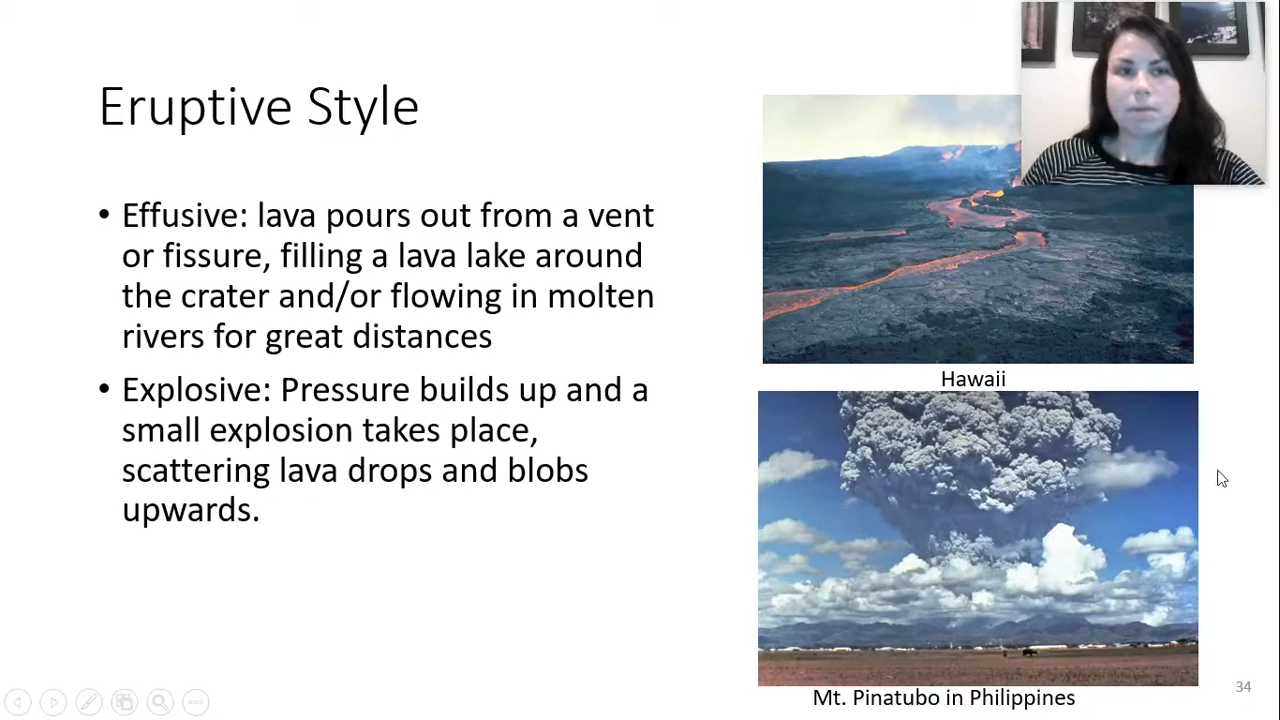 Eruptive Style
• Effusive: lava pours out from a vent
or fissure, filling a lava lake around
the crater and/or flowing in molten
rivers for great distances
• Explosive: Pressure builds up and a
small explosion takes place,
scattering lava drops and blobs
upwards.
Hawaii
Mt. Pinatubo in Philippines
34